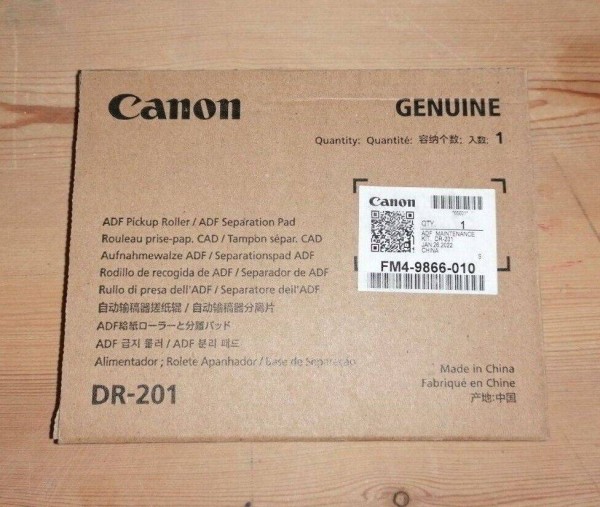 Canon
GENUINE
Quantity: Quantité: 容纳个数: 入数: 1
Canon
QTY. 1
ADF MAINTENANCE
KIT, DR-201
JAN 26 2022
CHINA
S
FM4-9866-010
ADF Pickup Roller / ADF Separation Pad
Rouleau prise-pap. CAD / Tampon sépar. CAD
Aufnahmewalze ADF / Separationspad ADF
Rodillo de recogida de ADF / Separador de ADF
Rullo di presa dell'ADF / Separatore dell'ADF
自动输稿器搓纸辊 / 自动输稿器分离片
ADF給紙ローラーと分離パッド
ADF 급지 롤러 / ADF 분리 패드
Alimentador ; Rolete Apanhador / Base de Separação
DR-201
Made in China
Fabriqué en Chine
产地:中国